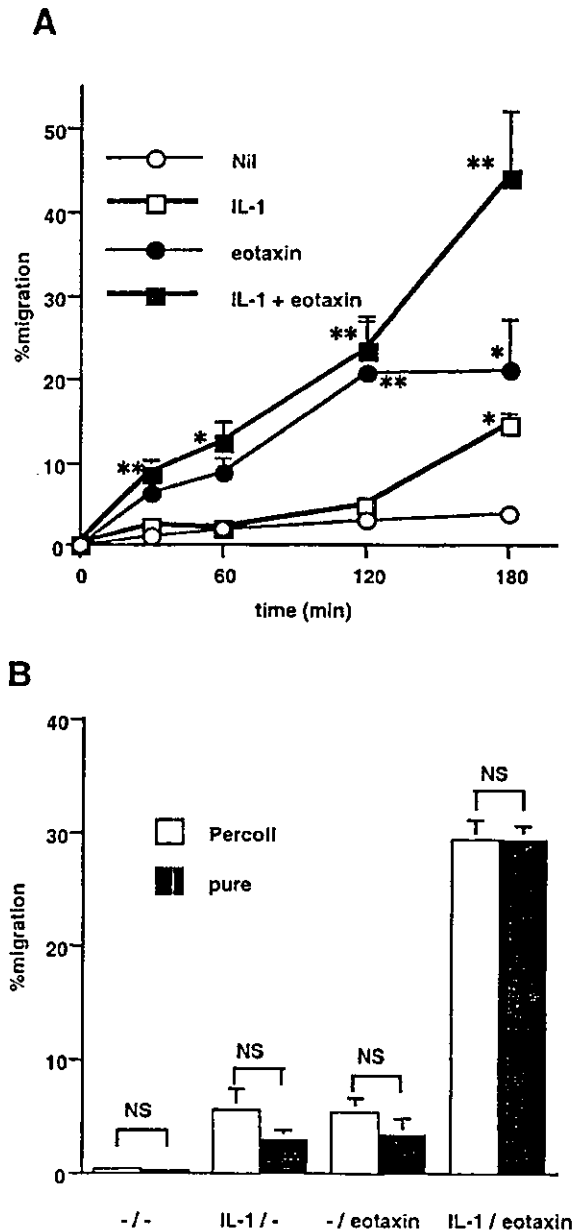 A
50
40
30
20
10
0
%migration
Nil
IL-1
eotaxin
IL-1 + eotaxin
**
**
*
**
*
**
*
*
0
60
120
180
time (min)
B
40
30
20
10
0
%migration
Percoll
pure
NS
NS
NS
NS
- / -
IL-1 / -
- / eotaxin
IL-1 / eotaxin